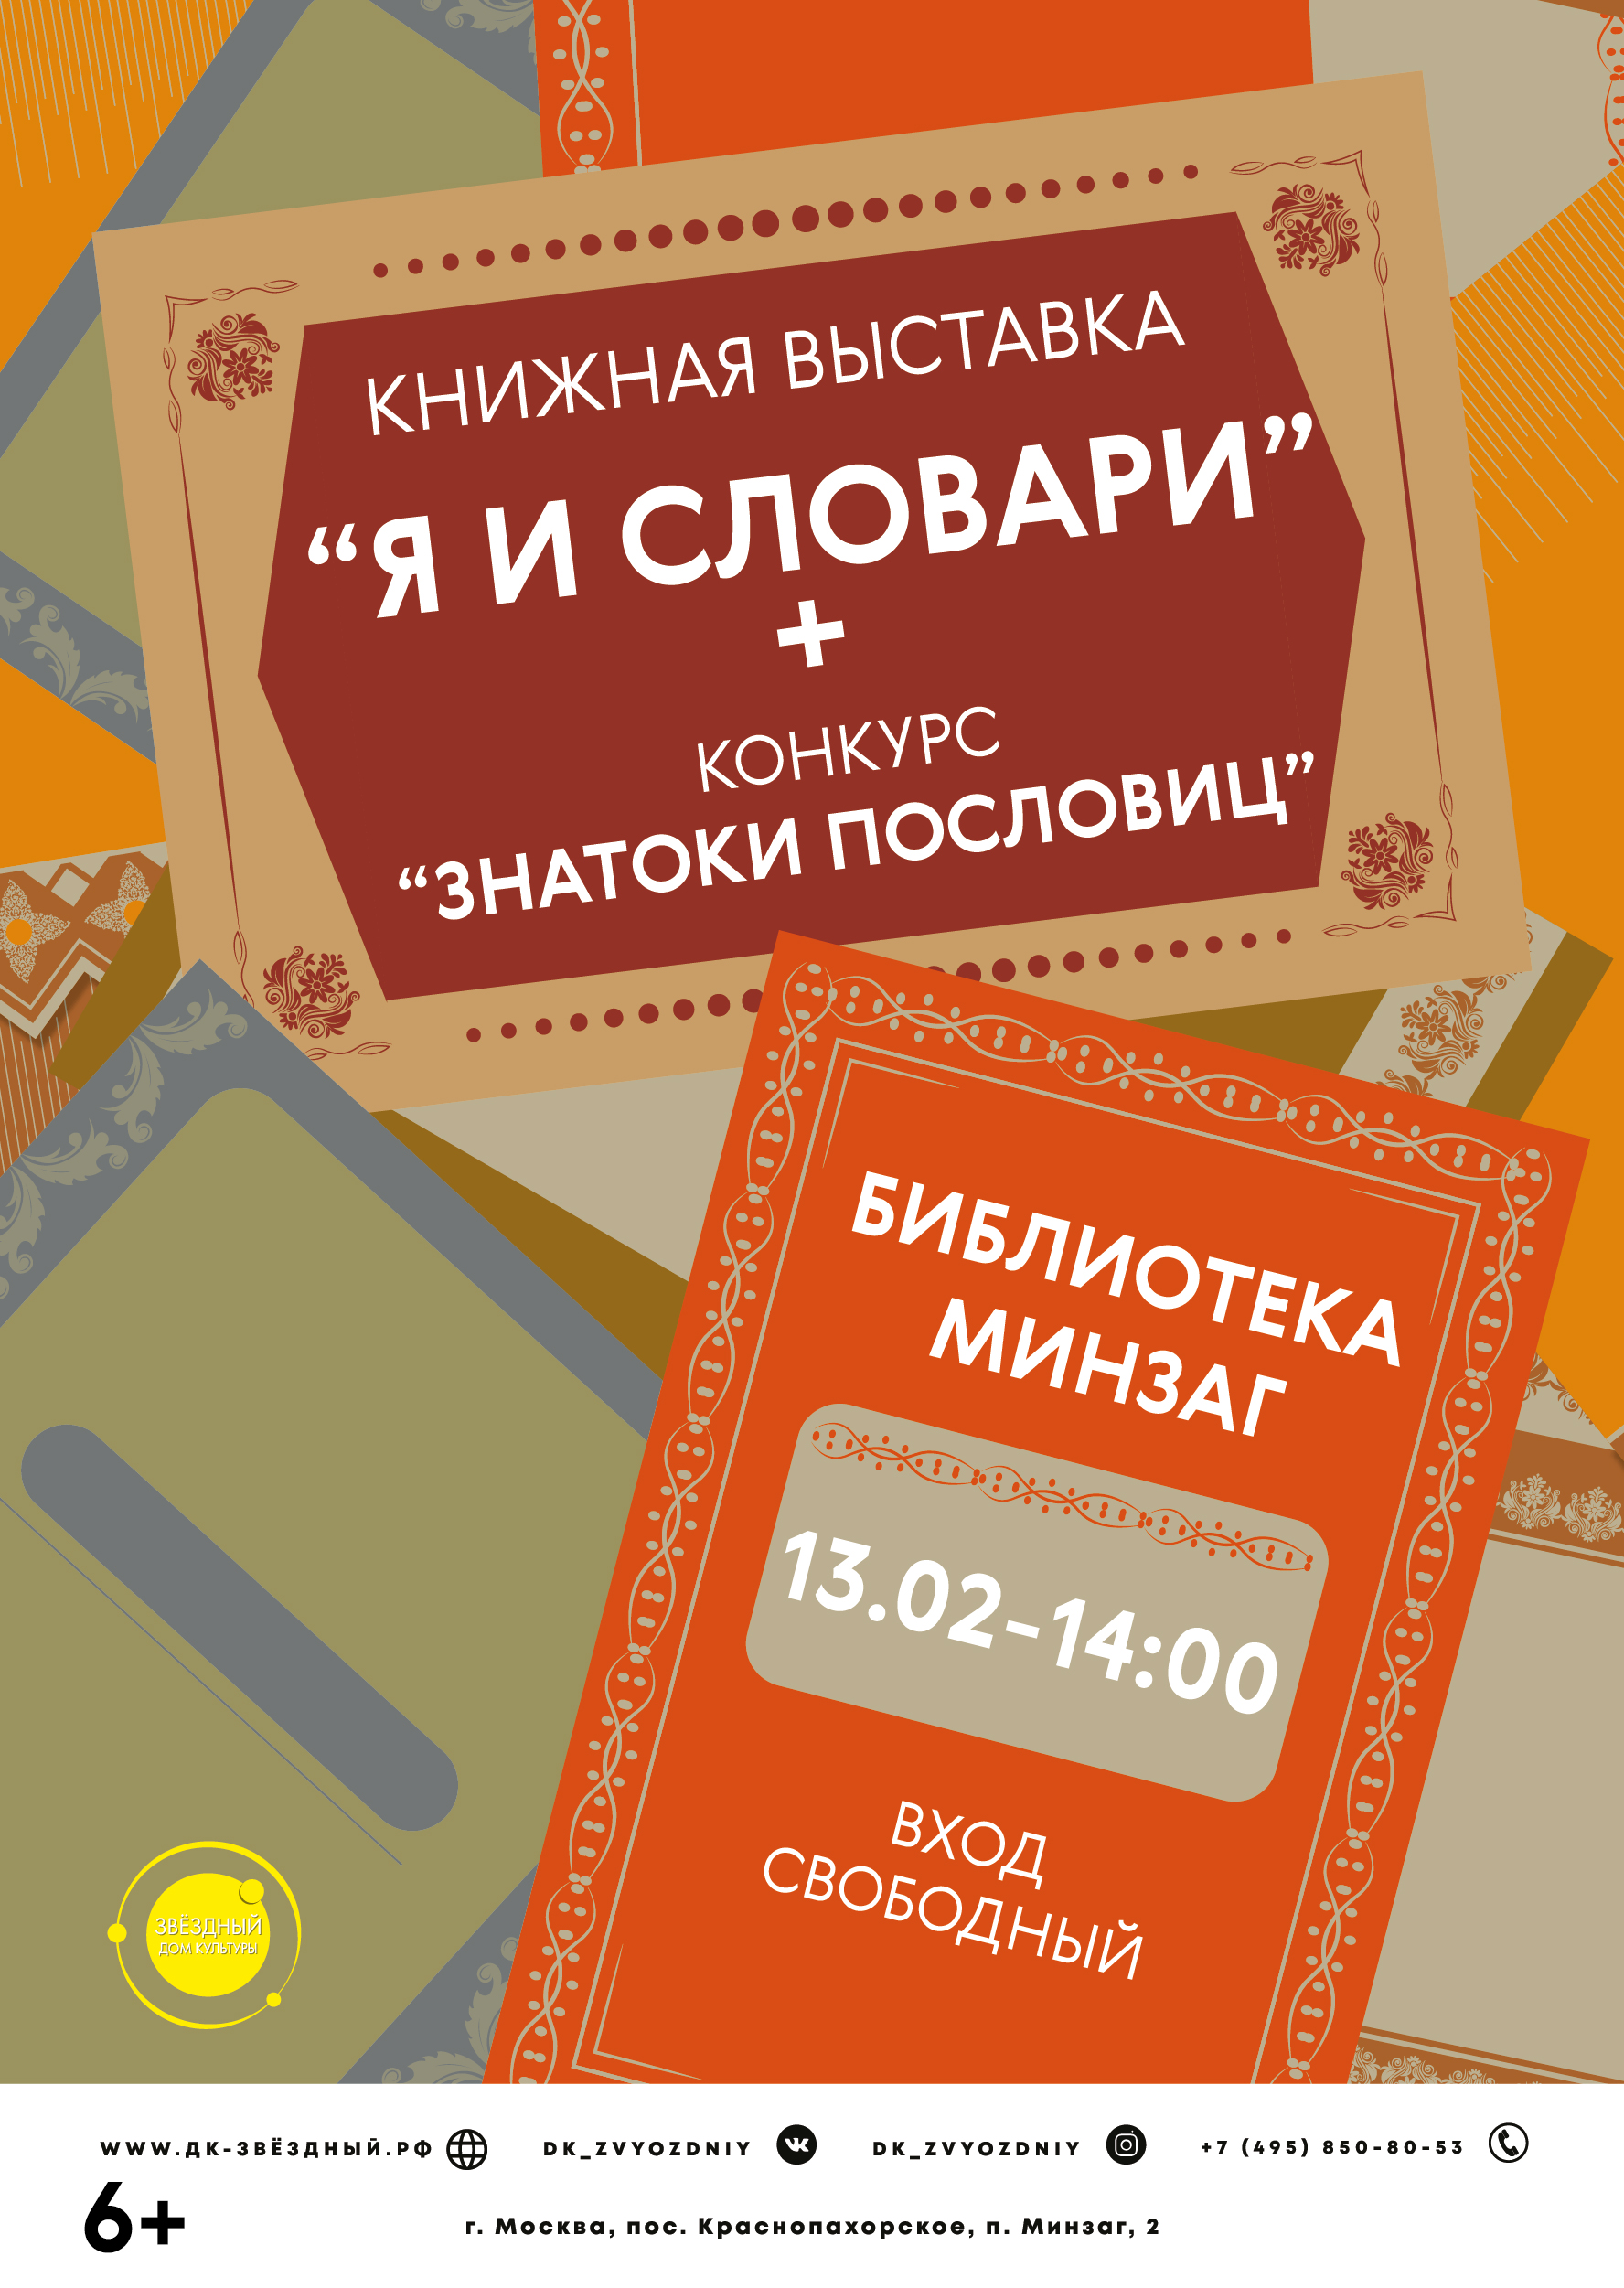 КНИЖНАЯ ВЫСТАВКА
“Я И СЛОВАРИ”
+
КОНКУРС
“ЗНАТОКИ ПОСЛОВИЦ”
БИБЛИОТЕКА
МИНЗАГ
13.02-14:00
ВХОД
СВОБОДНЫЙ
ЗВЁЗДНЫЙ
ДОМ КУЛЬТУРЫ
WWW.ДК-ЗВЁЗДНЫЙ.РФ DK_ZVYOZDNIY DK_ZVYOZDNIY +7 (495) 850-80-53
6+
г. Москва, пос. Краснопахорское, п. Минзаг, 2